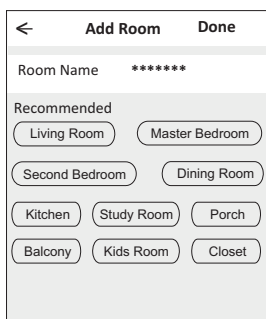 ← Add Room Done
Room Name *******
Recommended
Living Room Master Bedroom
Second Bedroom Dining Room
Kitchen Study Room Porch
Balcony Kids Room Closet